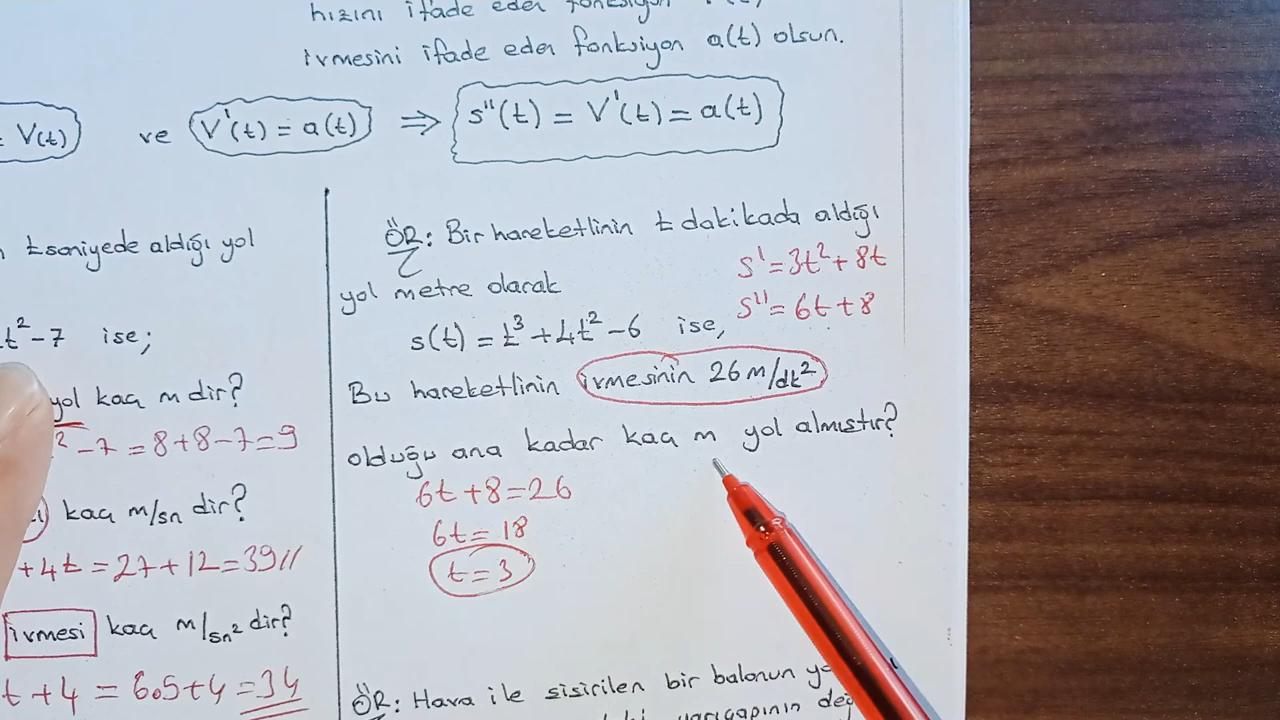 hızını ifade eden fonksiyon
ivmesini ifade eden fonksiyon a(t) olsun.
= V(t) ve V'(t) = a(t) ⇒ s''(t) = V'(t) = a(t)
t saniyede aldığı yol
t² - 7 ise;
yol kaç m dir?
² - 7 = 8 + 8 - 7 = 9
kaç m/sn dir?
+ 4t = 27 + 12 = 39 //
ivmesi kaç m/sn² dir?
t + 4 = 6.5 + 4 = 34
ÖR: Bir hareketlinin t dakikada aldığı
yol metre olarak
s' = 3t² + 8t
s'' = 6t + 8
s(t) = t³ + 4t² - 6 ise,
Bu hareketlinin ivmesinin 26 m/dk²
olduğu ana kadar kaç m yol almıştır?
6t + 8 = 26
6t = 18
t = 3
ÖR: Hava ile şişirilen bir balonun
yarıçapının